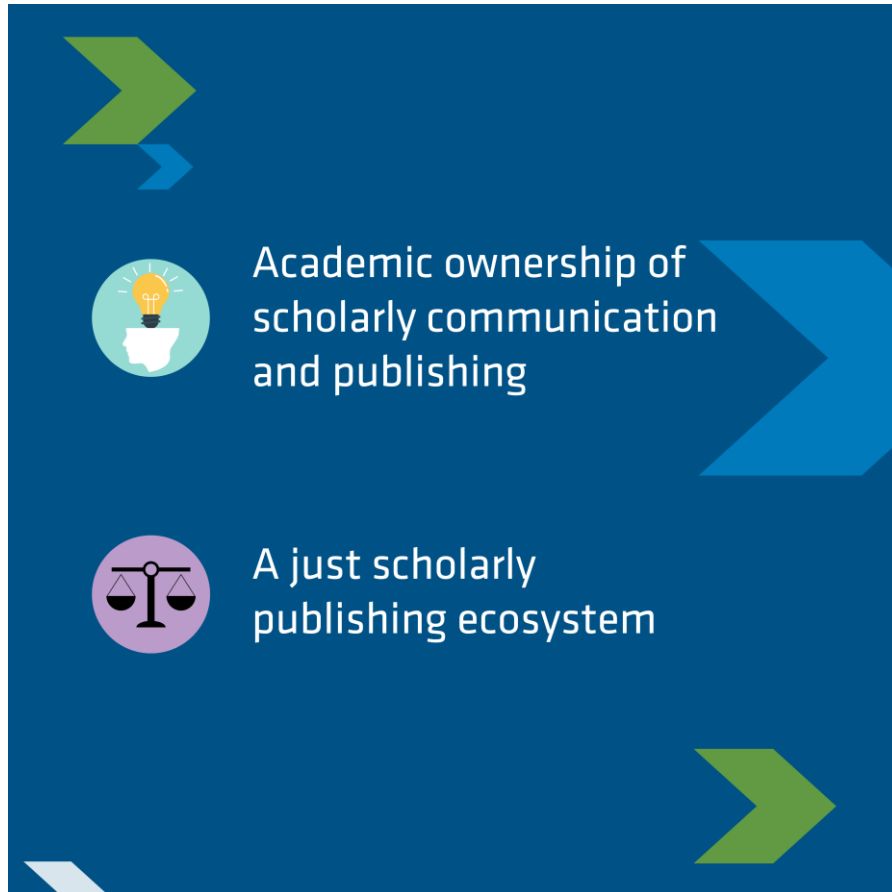 Academic ownership of
scholarly communication
and publishing
A just scholarly
publishing ecosystem